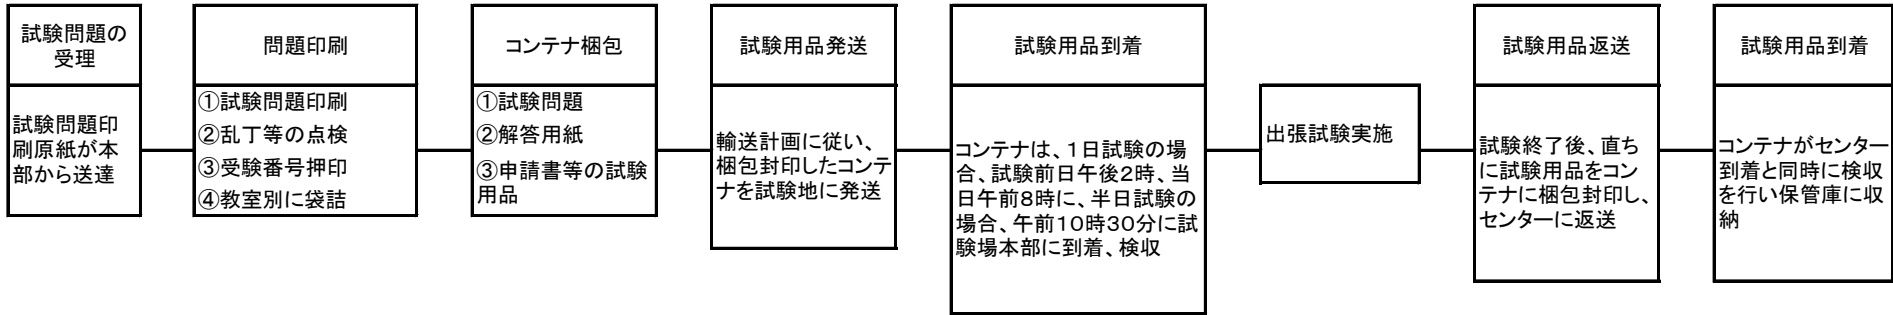 試験問題の
受理
試験問題印
刷原紙が本
部から送達
問題印刷
①試験問題印刷
②乱丁等の点検
③受験番号押印
④教室別に袋詰
コンテナ梱包
①試験問題
②解答用紙
③申請書等の試験
用品
試験用品発送
輸送計画に従い、
梱包封印したコンテ
ナを試験地に発送
試験用品到着
コンテナは、１日試験の場
合、試験前日午後２時、当
日午前８時に、半日試験の
場合、午前１０時３０分に試
験場本部に到着、検収
出張試験実施
試験用品返送
試験終了後、直ち
に試験用品をコン
テナに梱包封印し、
センターに返送
試験用品到着
コンテナがセンター
到着と同時に検収
を行い保管庫に収
納